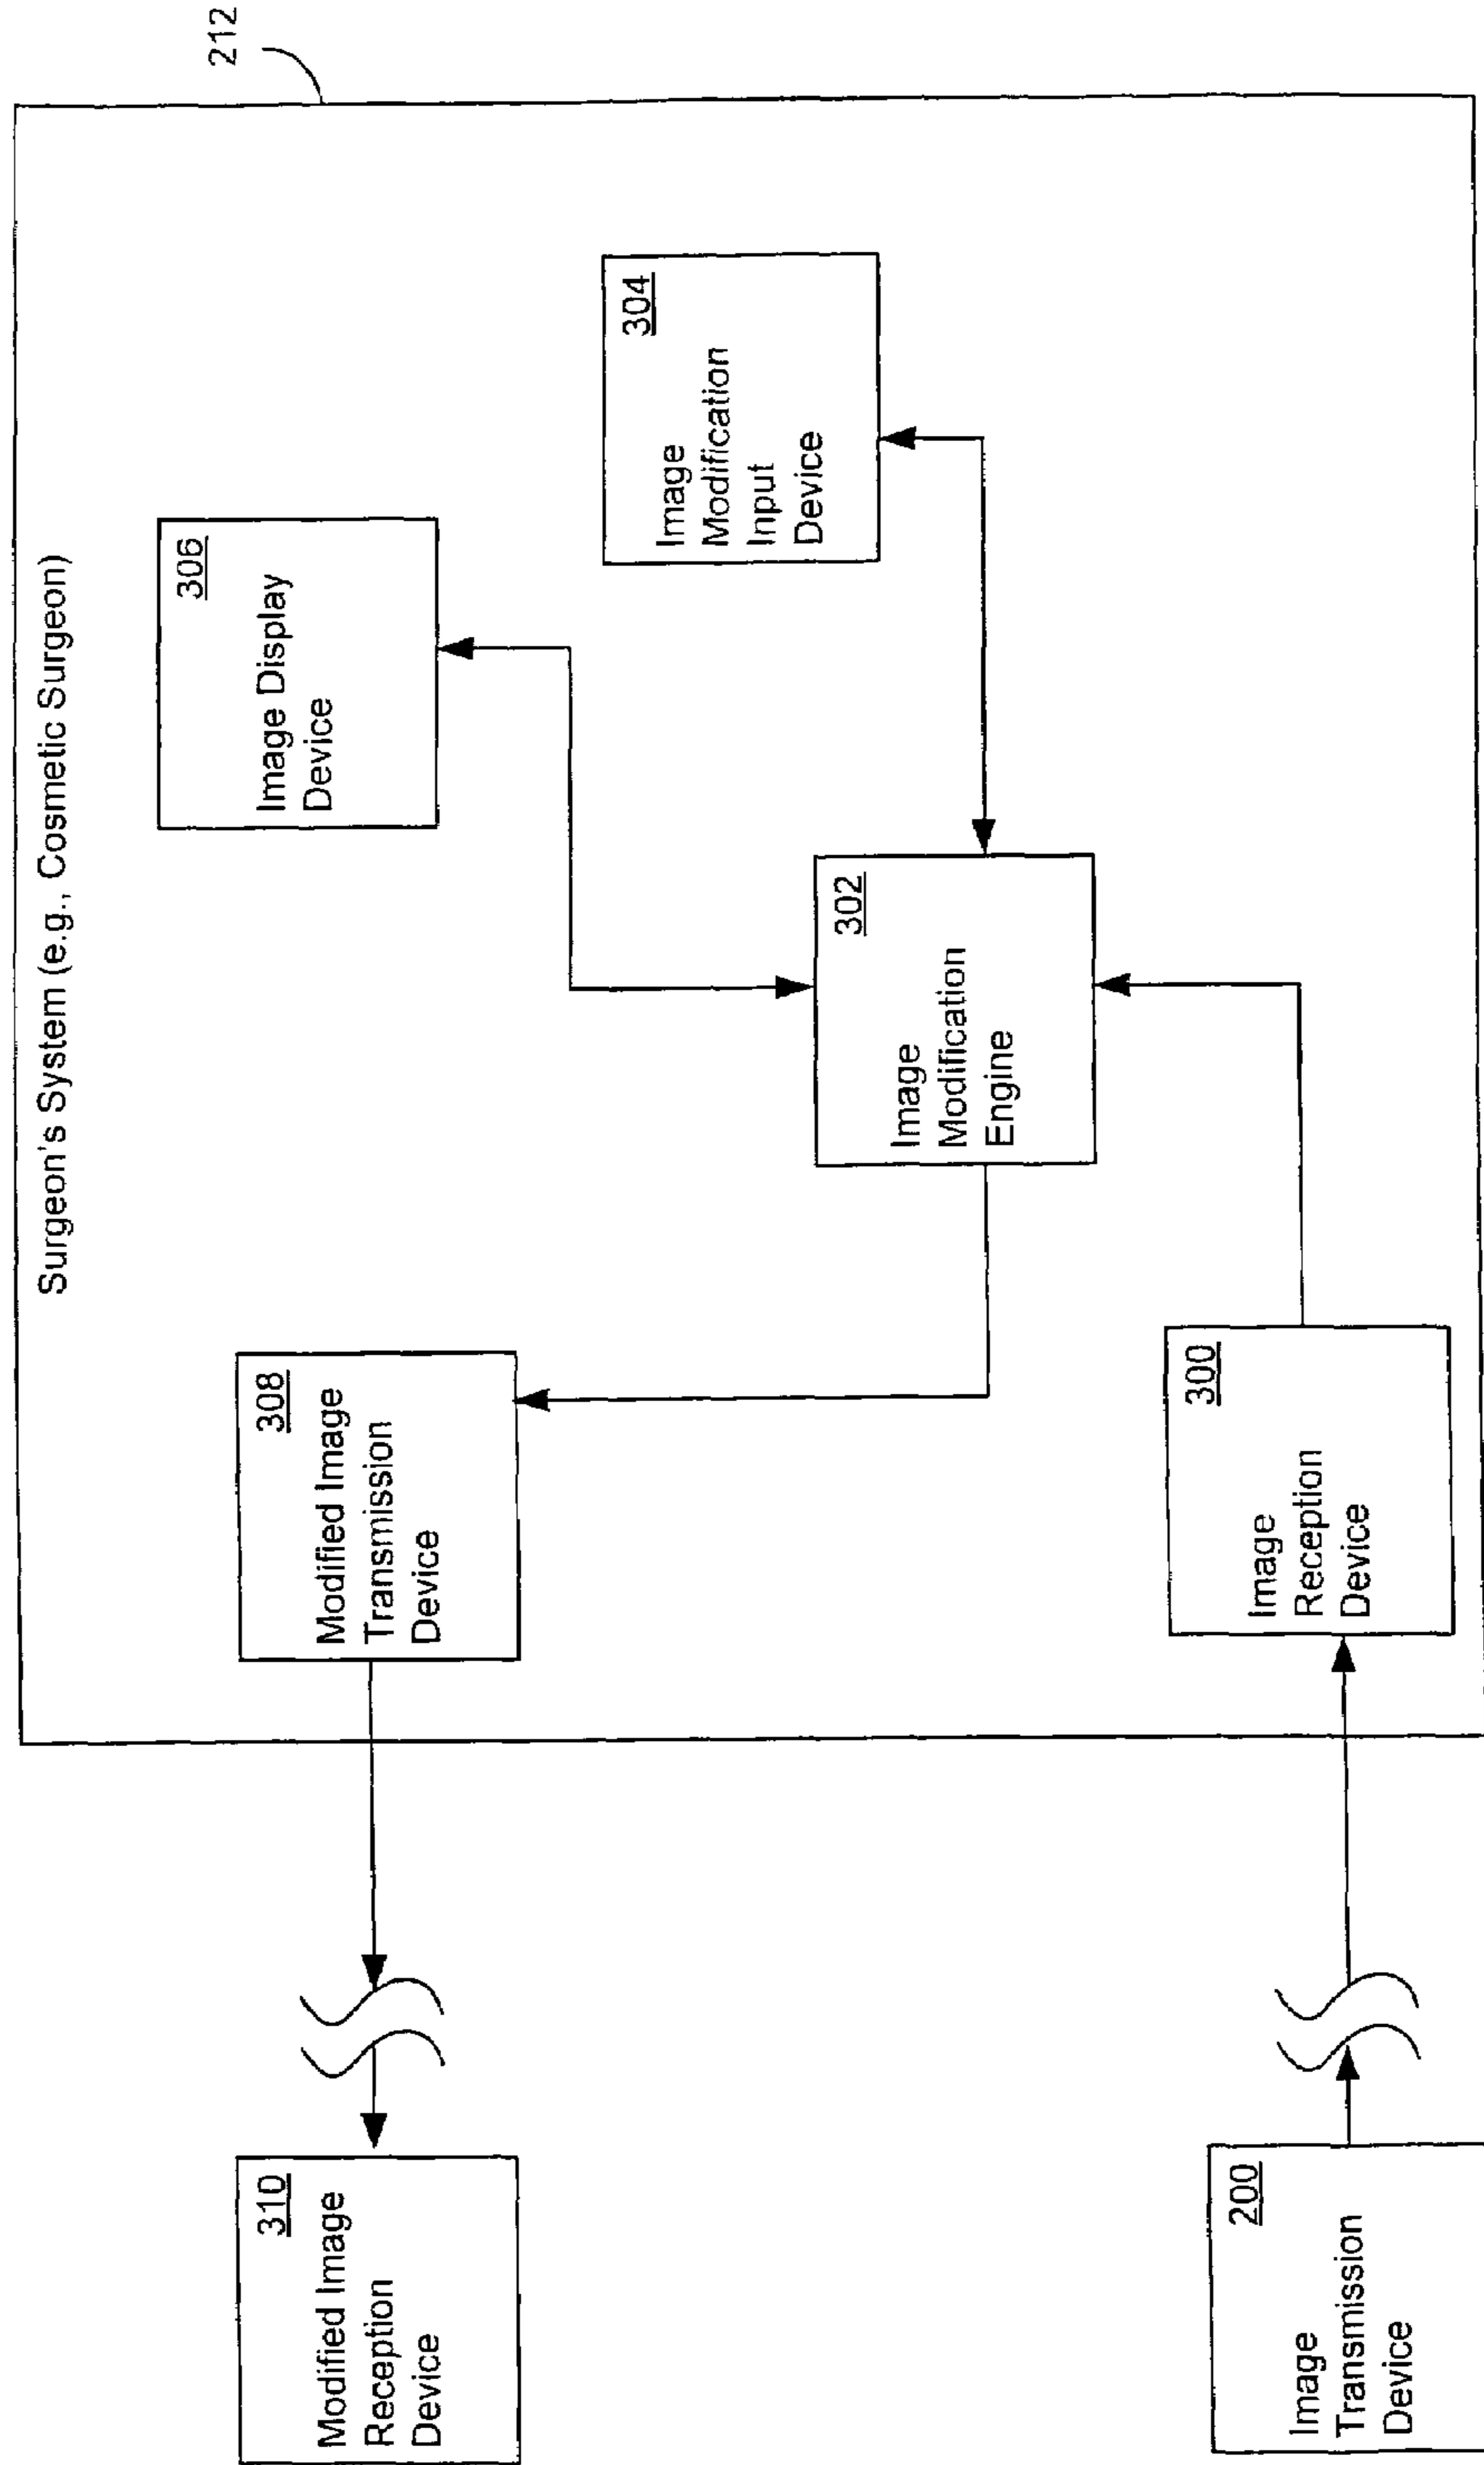 Surgeon's System (e.g., Cosmetic Surgeon)
212
310
Modified Image
Reception
Device
308
Modified Image
Transmission
Device
306
Image Display
Device
304
Image
Modification
Input
Device
302
Image
Modification
Engine
200
Image
Transmission
Device
300
Image
Reception
Device